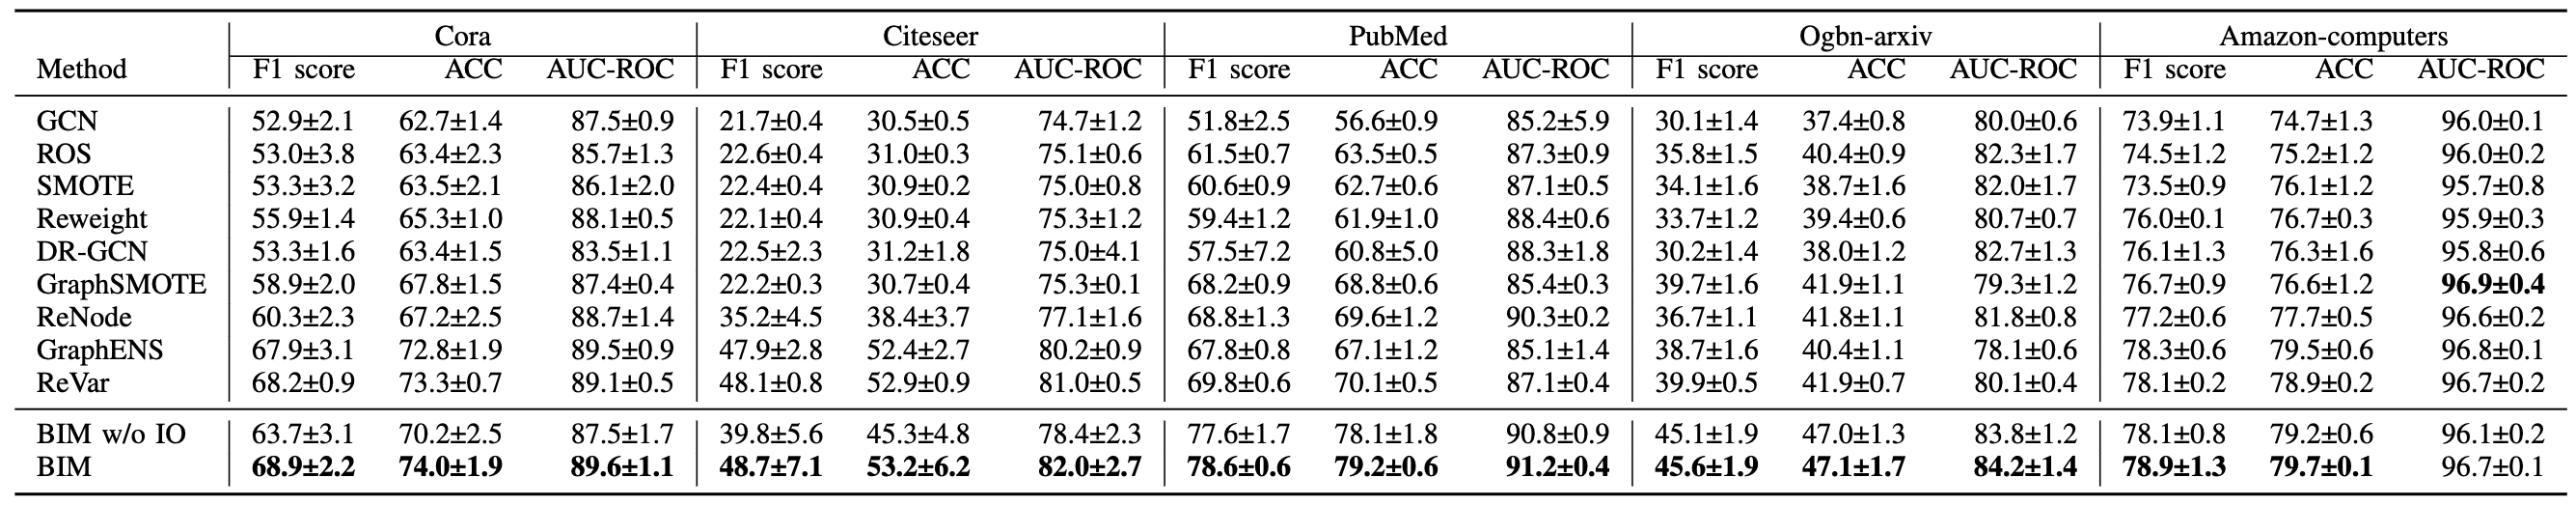 Cora Citeseer PubMed Ogbn-arxiv Amazon-computers
Method F1 score ACC AUC-ROC F1 score ACC AUC-ROC F1 score ACC AUC-ROC F1 score ACC AUC-ROC F1 score ACC AUC-ROC
GCN 52.9±2.1 62.7±1.4 87.5±0.9 21.7±0.4 30.5±0.5 74.7±1.2 51.8±2.5 56.6±0.9 85.2±5.9 30.1±1.4 37.4±0.8 80.0±0.6 73.9±1.1 74.7±1.3 96.0±0.1
ROS 53.0±3.8 63.4±2.3 85.7±1.3 22.6±0.4 31.0±0.3 75.1±0.6 61.5±0.7 63.5±0.5 87.3±0.9 35.8±1.5 40.4±0.9 82.3±1.7 74.5±1.2 75.2±1.2 96.0±0.2
SMOTE 53.3±3.2 63.5±2.1 86.1±2.0 22.4±0.4 30.9±0.2 75.0±0.8 60.6±0.9 62.7±0.6 87.1±0.5 34.1±1.6 38.7±1.6 82.0±1.7 73.5±0.9 76.1±1.2 95.7±0.8
Reweight 55.9±1.4 65.3±1.0 88.1±0.5 22.1±0.4 30.9±0.4 75.3±1.2 59.4±1.2 61.9±1.0 88.4±0.6 33.7±1.2 39.4±0.6 80.7±0.7 76.0±0.1 76.7±0.3 95.9±0.3
DR-GCN 53.3±1.6 63.4±1.5 83.5±1.1 22.5±2.3 31.2±1.8 75.0±4.1 57.5±7.2 60.8±5.0 88.3±1.8 30.2±1.4 38.0±1.2 82.7±1.3 76.1±1.3 76.3±1.6 95.8±0.6
GraphSMOTE 58.9±2.0 67.8±1.5 87.4±0.4 22.2±0.3 30.7±0.4 75.3±0.1 68.2±0.9 68.8±0.6 85.4±0.3 39.7±1.6 41.9±1.1 79.3±1.2 76.7±0.9 76.6±1.2 96.9±0.4
ReNode 60.3±2.3 67.2±2.5 88.7±1.4 35.2±4.5 38.4±3.7 77.1±1.6 68.8±1.3 69.6±1.2 90.3±0.2 36.7±1.1 41.8±1.1 81.8±0.8 77.2±0.6 77.7±0.5 96.6±0.2
GraphENS 67.9±3.1 72.8±1.9 89.5±0.9 47.9±2.8 52.4±2.7 80.2±0.9 67.8±0.8 67.1±1.2 85.1±1.4 38.7±1.6 40.4±1.1 78.1±0.6 78.3±0.6 79.5±0.6 96.8±0.1
ReVar 68.2±0.9 73.3±0.7 89.1±0.5 48.1±0.8 52.9±0.9 81.0±0.5 69.8±0.6 70.1±0.5 87.1±0.4 39.9±0.5 41.9±0.7 80.1±0.4 78.1±0.2 78.9±0.2 96.7±0.2
BIM w/o IO 63.7±3.1 70.2±2.5 87.5±1.7 39.8±5.6 45.3±4.8 78.4±2.3 77.6±1.7 78.1±1.8 90.8±0.9 45.1±1.9 47.0±1.3 83.8±1.2 78.1±0.8 79.2±0.6 96.1±0.2
BIM 68.9±2.2 74.0±1.9 89.6±1.1 48.7±7.1 53.2±6.2 82.0±2.7 78.6±0.6 79.2±0.6 91.2±0.4 45.6±1.9 47.1±1.7 84.2±1.4 78.9±1.3 79.7±0.1 96.7±0.1